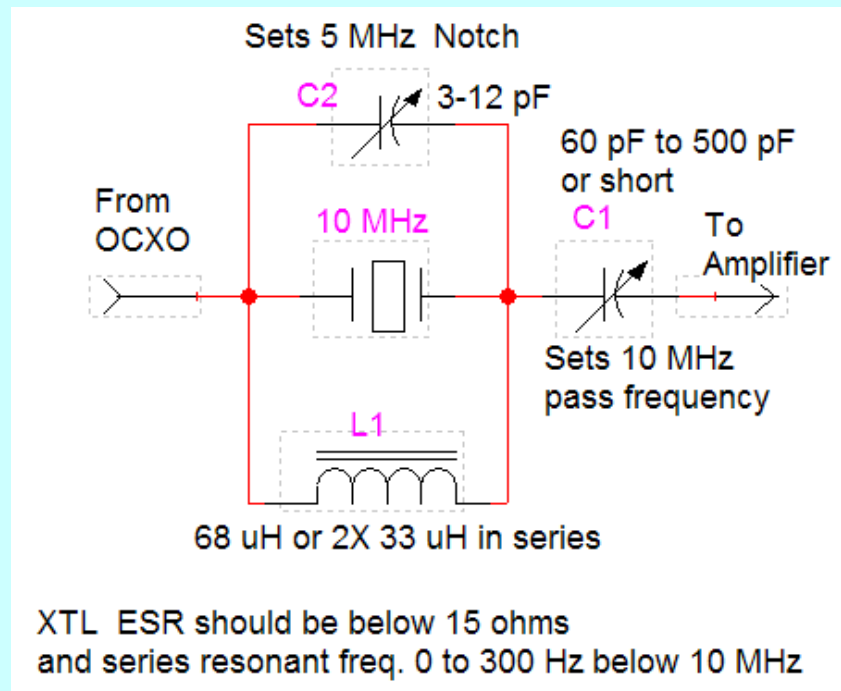 Sets 5 MHz Notch
C2
3-12 pF
60 pF to 500 pF
or short
From
OCXO
10 MHz
C1
To
Amplifier
Sets 10 MHz
pass frequency
L1
68 uH or 2X 33 uH in series
XTL ESR should be below 15 ohms
and series resonant freq. 0 to 300 Hz below 10 MHz